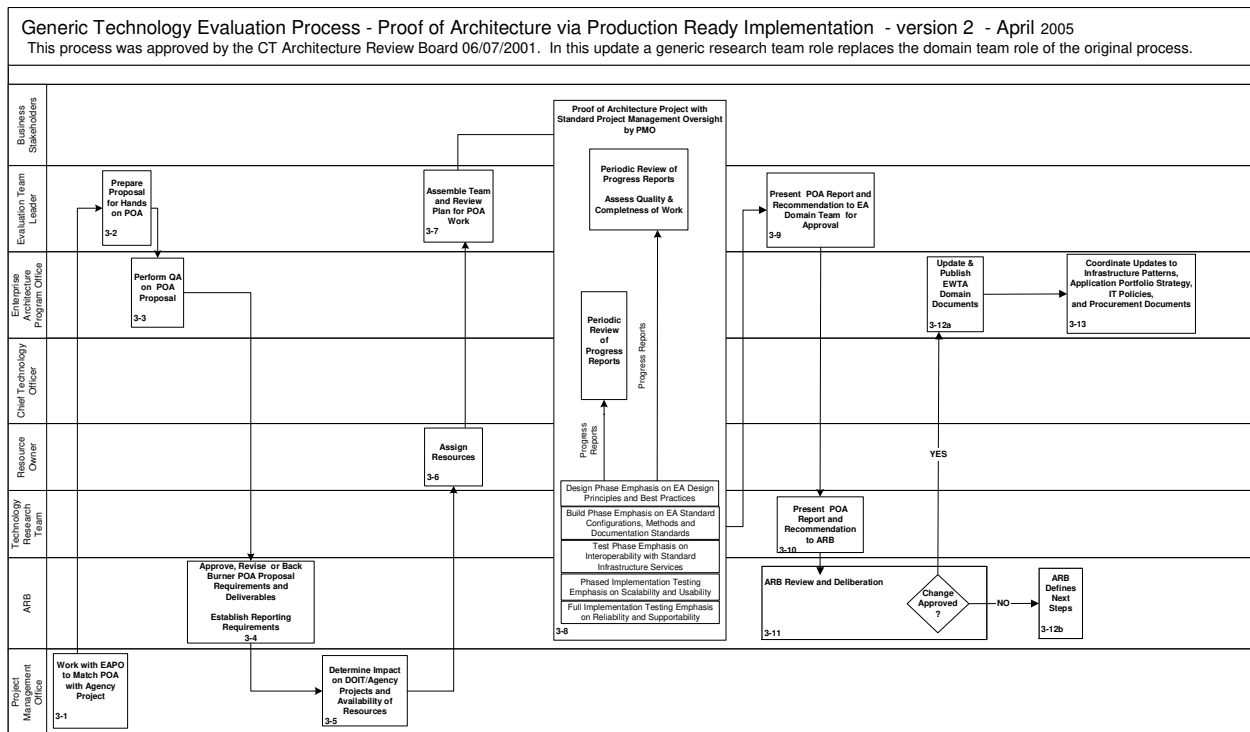 Generic Technology Evaluation Process - Proof of Architecture via Production Ready Implementation - version 2 - April 2005
This process was approved by the CT Architecture Review Board 06/07/2001. In this update a generic research team role replaces the domain team role of the original process.
Business
Stakeholders
Proof of Architecture Project with
Standard Project Management Oversight
by PMO
Evaluation Team
Leader
Prepare
Proposal
for Hands
on POA
3-2
Assemble Team
and Review
Plan for POA
Work
3-7
Periodic Review of
Progress Reports
Assess Quality &
Completness of Work
Present POA Report and
Recommendation to EA
Domain Team for
Approval
3-9
Enterprise
Architecture
Program Office
Perform QA
on POA
Proposal
3-3
Periodic
Review
of
Progress
Reports
Progress Reports
Update &
Publish
EWTA
Domain
Documents
3-12a
Coordinate Updates to
Infrastructure Patterns,
Application Portfolio Strategy,
IT Policies,
and Procurement Documents
3-13
Chief Technology
Officer
Resource
Owner
Assign
Resources
3-6
Progress
Reports
YES
Technology
Research
Team
Design Phase Emphasis on EA Design
Principles and Best Practices
Build Phase Emphasis on EA Standard
Configurations, Methods and
Documentation Standards
Test Phase Emphasis on
Interoperability with Standard
Infrastructure Services
Phased Implementation Testing
Emphasis on Scalability and Usability
Full Implementation Testing Emphasis
on Reliability and Supportability
3-8
Present POA
Report and
Recommendation
to ARB
3-10
ARB
Approve, Revise or Back
Burner POA Proposal
Requirements and
Deliverables
Establish Reporting
Requirements
3-4
ARB Review and Deliberation
3-11
Change
Approved
?
NO
ARB
Defines
Next
Steps
3-12b
Project
Management
Office
Work with EAPO
to Match POA
with Agency
Project
3-1
Determine Impact
on DOIT/Agency
Projects and
Availability of
Resources
3-5